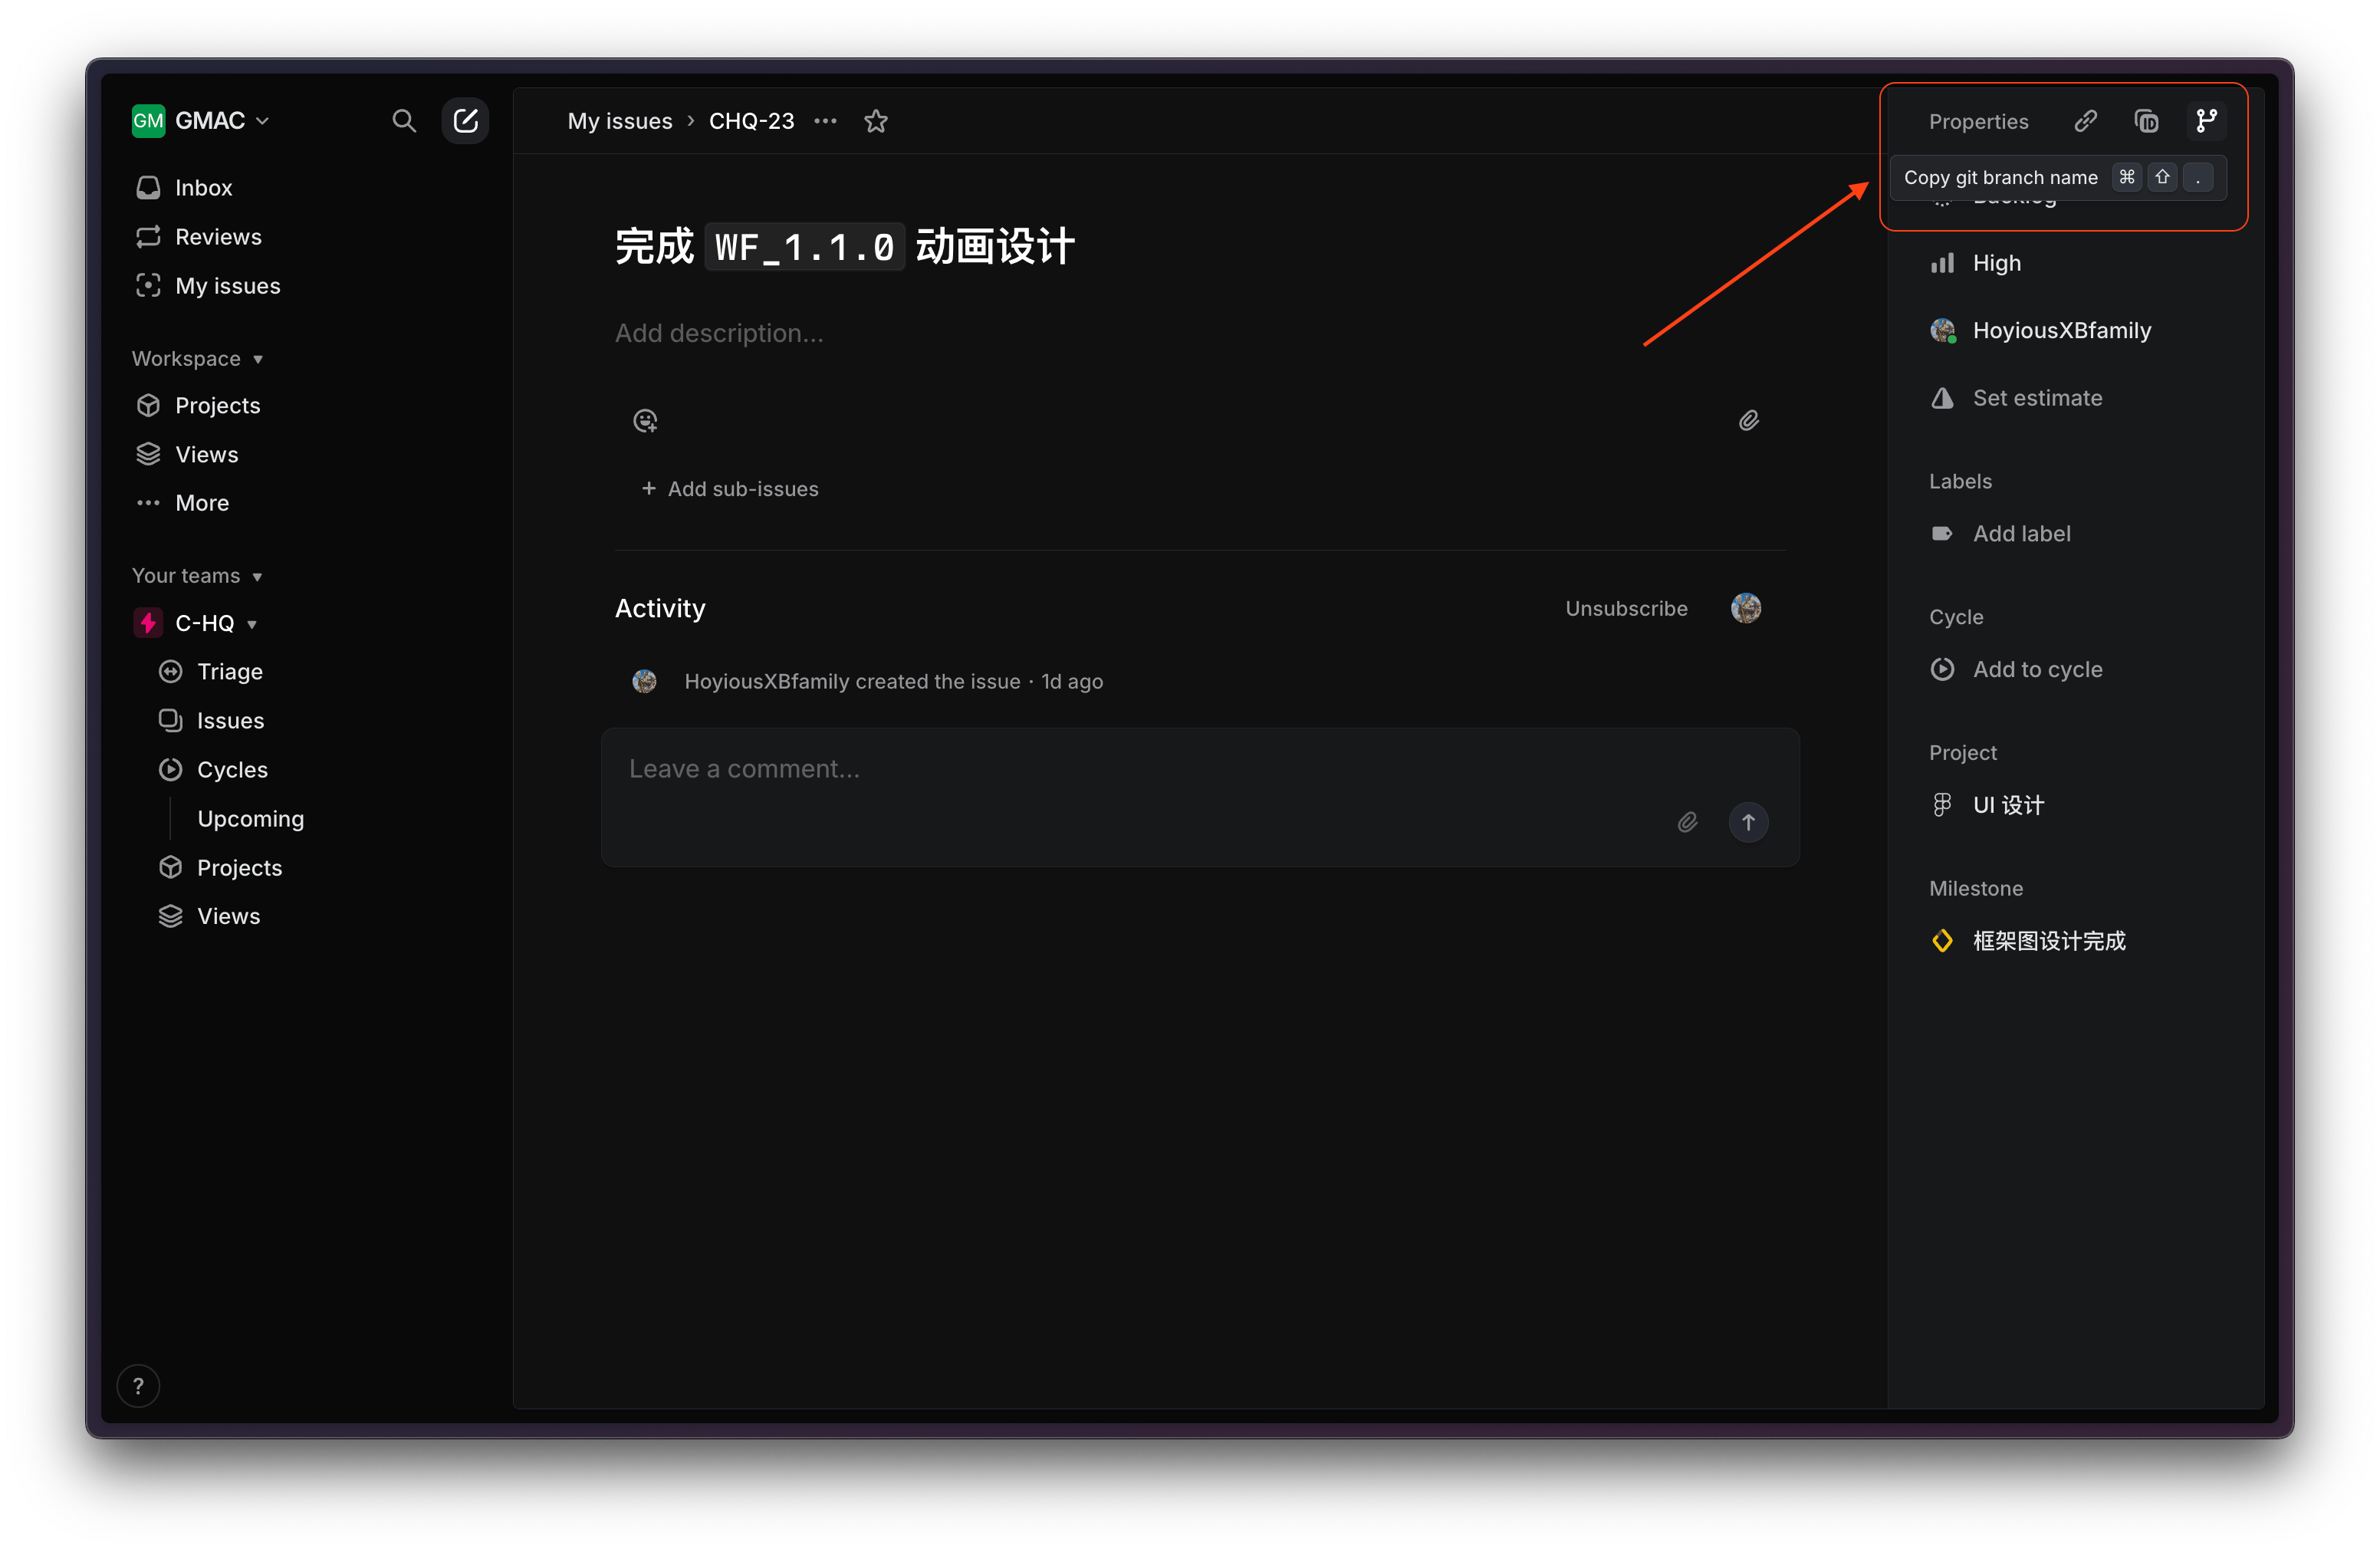 GM GMAC
Inbox
Reviews
My issues
Workspace
Projects
Views
More
Your teams
C-HQ
Triage
Issues
Cycles
Upcoming
Projects
Views
?
My issues › CHQ-23
完成 WF_1.1.0 动画设计
Add description...
+ Add sub-issues
Activity
Unsubscribe
HoyiousXBfamily created the issue · 1d ago
Leave a comment...
Properties
ID
Copy git branch name ⌘ ⇧ .
Backlog
High
HoyiousXBfamily
Set estimate
Labels
Add label
Cycle
Add to cycle
Project
UI 设计
Milestone
框架图设计完成